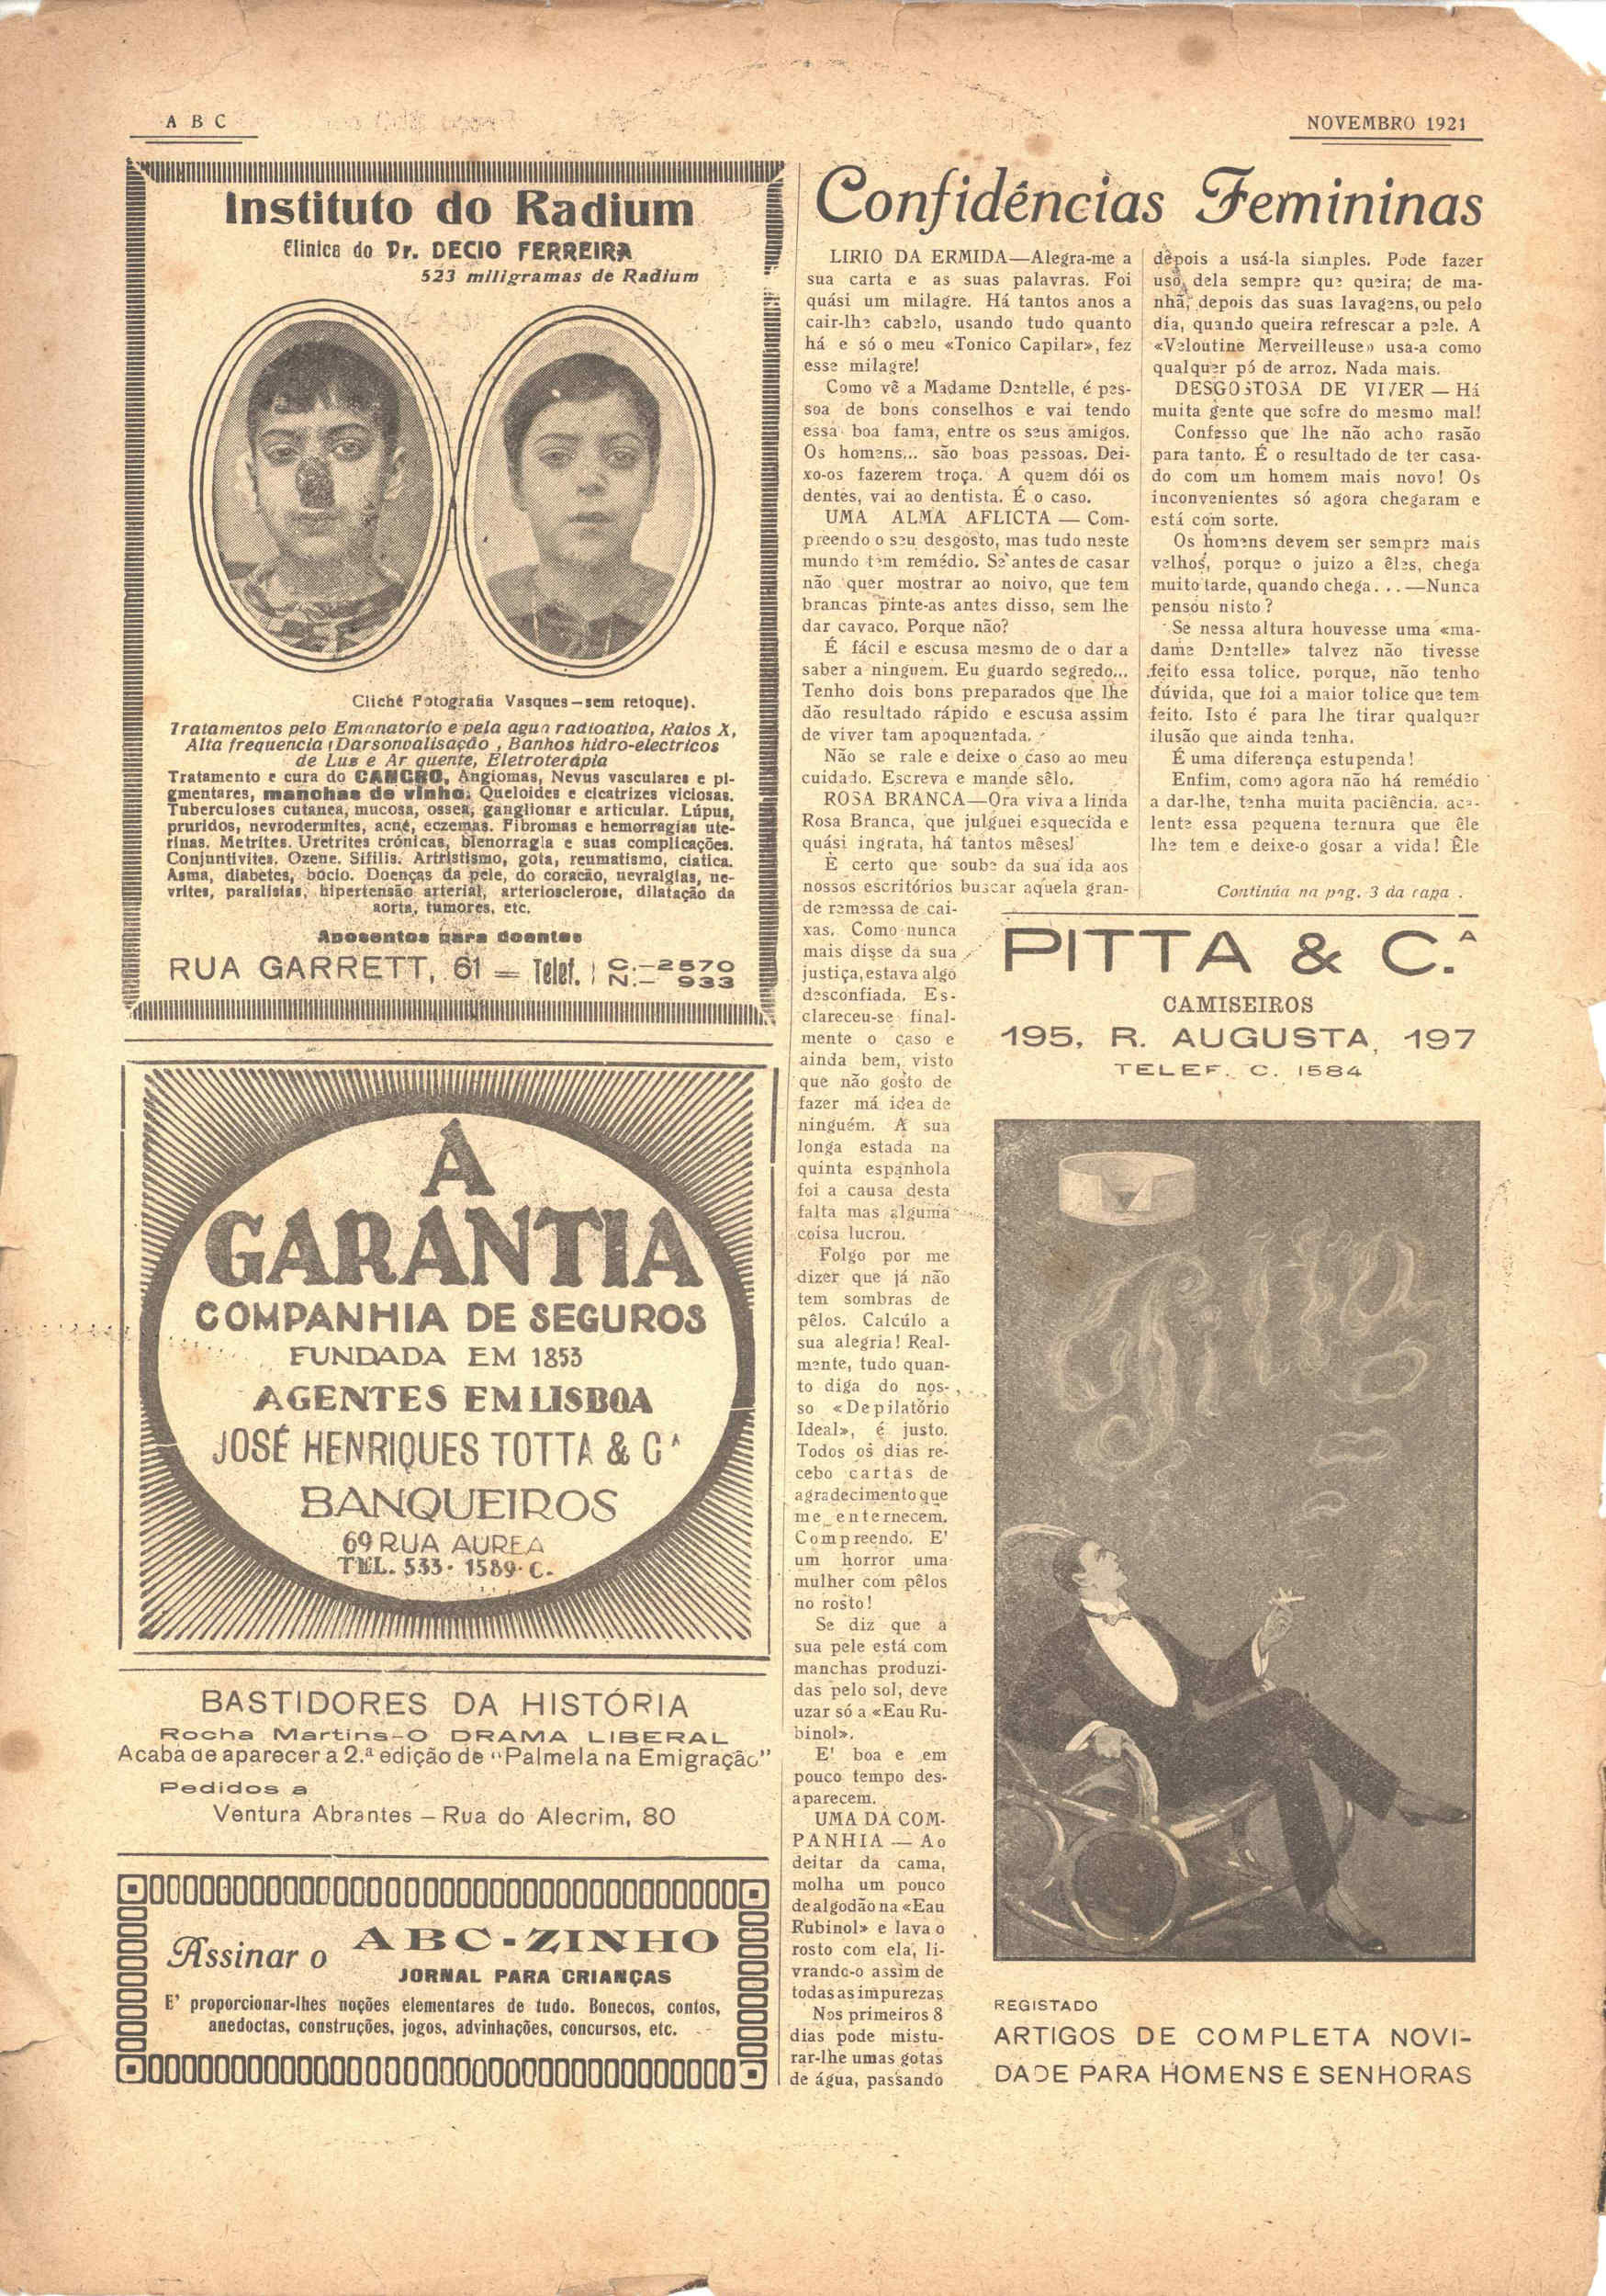 A B C
NOVEMBRO 1921
Instituto do Radium
Clinica do Dr. DECIO FERREIRA
523 miligramas de Radium
Cliché Fotografia Vasques—sem retoque).
Tratamentos pelo Emanatorio e pela agua radioativa, Raios X,
Alta frequencia (Darsonvalisação, Banhos hidro-electricos
de Lus e Ar quente, Eletroterápia
Tratamento e cura do CANCRO, Angiomas, Nevus vasculares e pi-
gmentares, manchas de vinho. Queloides e cicatrizes viciosas.
Tuberculoses cutanea, mucosa, ossea, ganglionar e articular. Lúpus,
pruridos, nevrodermites, acné, eczemas. Fibromas e hemorragias ute-
rinas. Metrites. Uretrites crónicas, blenorragia e suas complicações.
Conjuntivites. Ozene. Sifilis. Artristismo, gota, reumatismo, ciatica.
Asma, diabetes, bócio. Doenças da pele, do coração, nevralgias, ne-
vrites, paralisias, hipertensão arterial, arteriosclerose, dilatação da
aorta, tumores, etc.
Aposentos para doentes
RUA GARRETT, 61 — Telef. C.—2570
N.— 933
A
GARANTIA
COMPANHIA DE SEGUROS
FUNDADA EM 1853
AGENTES EM LISBOA
JOSÉ HENRIQUES TOTTA & Cᴬ
BANQUEIROS
69 RUA AUREA
TEL. 533 · 1589 · C.
BASTIDORES DA HISTÓRIA
Rocha Martins—O DRAMA LIBERAL
Acaba de aparecer a 2.ª edição de "Palmela na Emigração"
Pedidos a
Ventura Abrantes — Rua do Alecrim, 80
Assinar o ABC-ZINHO
JORNAL PARA CRIANÇAS
E' proporcionar-lhes noções elementares de tudo. Bonecos, contos,
anedoctas, construções, jogos, advinhações, concursos, etc.
Confidências Femininas
LIRIO DA ERMIDA—Alegra-me a
sua carta e as suas palavras. Foi
quási um milagre. Há tantos anos a
cair-lhe cabelo, usando tudo quanto
há e só o meu «Tonico Capilar», fez
esse milagre!
Como vê a Madame Dentelle, é pes-
soa de bons conselhos e vai tendo
essa boa fama, entre os seus amigos.
Os homens... são boas pessoas. Dei-
xo-os fazerem troça. A quem dói os
dentes, vai ao dentista. É o caso.
UMA ALMA AFLICTA — Com-
preendo o seu desgosto, mas tudo neste
mundo tem remédio. Se antes de casar
não quer mostrar ao noivo, que tem
brancas pinte-as antes disso, sem lhe
dar cavaco. Porque não?
É fácil e escusa mesmo de o dar a
saber a ninguem. Eu guardo segredo...
Tenho dois bons preparados que lhe
dão resultado rápido e escusa assim
de viver tam apoquentada.
Não se rale e deixe o caso ao meu
cuidado. Escreva e mande sêlo.
ROSA BRANCA—Ora viva a linda
Rosa Branca, que julguei esquecida e
quási ingrata, há tantos mêses!
È certo que soube da sua ida aos
nossos escritórios buscar aquela gran-
de remessa de cai-
xas. Como nunca
mais disse da sua
justiça, estava algo
desconfiada. Es-
clareceu-se final-
mente o caso e
ainda bem, visto
que não gosto de
fazer má idea de
ninguém. A sua
longa estada na
quinta espanhola
foi a causa desta
falta mas alguma
coisa lucrou.
Folgo por me
dizer que já não
tem sombras de
pêlos. Calcúlo a
sua alegria! Real-
mente, tudo quan-
to diga do nos-
so «Depilatório
Ideal», é justo.
Todos os dias re-
cebo cartas de
agradecimento que
me enternecem.
Compreendo. E'
um horror uma
mulher com pêlos
no rosto!
Se diz que a
sua pele está com
manchas produzi-
das pelo sol, deve
uzar só a «Eau Ru-
binol».
E' boa e em
pouco tempo des-
aparecem.
UMA DA COM-
PANHIA — Ao
deitar da cama,
molha um pouco
de algodão na «Eau
Rubinol» e lava o
rosto com ela, li-
vrando-o assim de
todas as impurezas
Nos primeiros 8
dias pode mistu-
rar-lhe umas gotas
de água, passando
depois a usá-la simples. Pode fazer
uso dela sempre que queira; de ma-
nhã, depois das suas lavagens, ou pelo
dia, quando queira refrescar a pele. A
«Veloutine Merveilleuse» usa-a como
qualquer pó de arroz. Nada mais.
DESGOSTOSA DE VIVER — Há
muita gente que sofre do mesmo mal!
Confesso que lhe não acho rasão
para tanto. É o resultado de ter casa-
do com um homem mais novo! Os
inconvenientes só agora chegaram e
está com sorte.
Os homens devem ser sempre mais
velhos, porque o juizo a êles, chega
muito tarde, quando chega...—Nunca
pensou nisto?
Se nessa altura houvesse uma «ma-
dame Dentelle» talvez não tivesse
feito essa tolice, porque, não tenho
dúvida, que foi a maior tolice que tem
feito. Isto é para lhe tirar qualquer
ilusão que ainda tenha.
É uma diferença estupenda!
Enfim, como agora não há remédio
a dar-lhe, tenha muita paciência, aca-
lente essa pequena ternura que êle
lhe tem e deixe-o gosar a vida! Êle
Continúa na pag. 3 da capa.
PITTA & C.ᴬ
CAMISEIROS
195, R. AUGUSTA, 197
TELEF. C. 1584
Pitta
REGISTADO
ARTIGOS DE COMPLETA NOVI-
DADE PARA HOMENS E SENHORAS